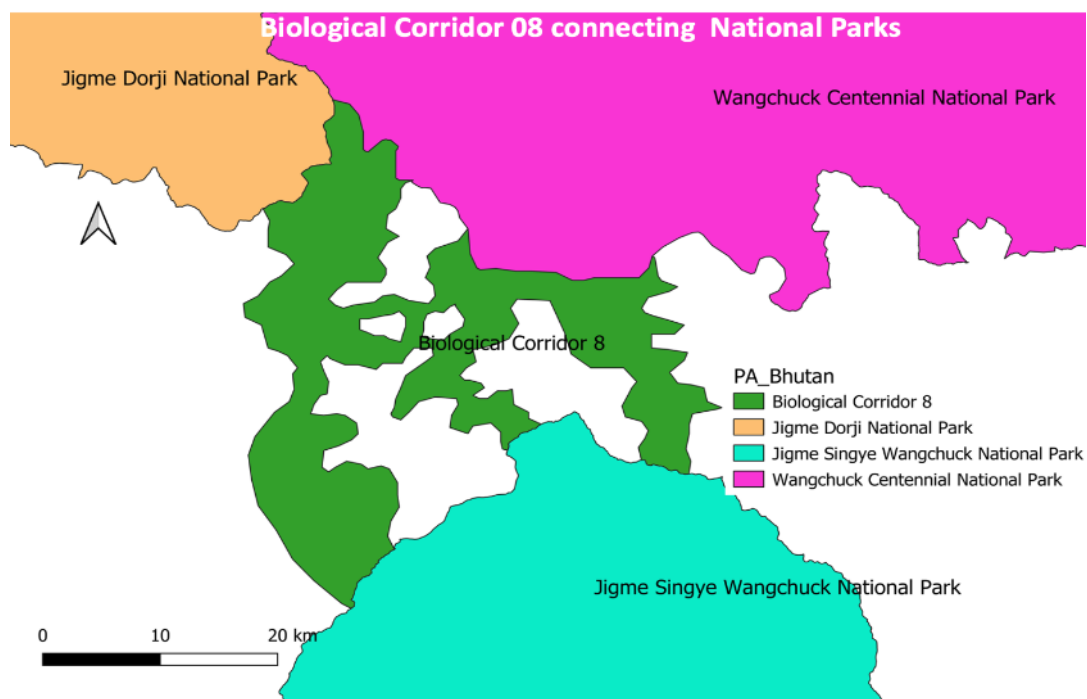 Biological Corridor 08 connecting  National Parks
Jigme Dorji National Park
Wangchuck Centennial National Park
Biological Corridor 8
PA_Bhutan
Biological Corridor 8
Jigme Dorji National Park
Jigme Singye Wangchuck National Park
Wangchuck Centennial National Park
Jigme Singye Wangchuck National Park
0 10 20 km